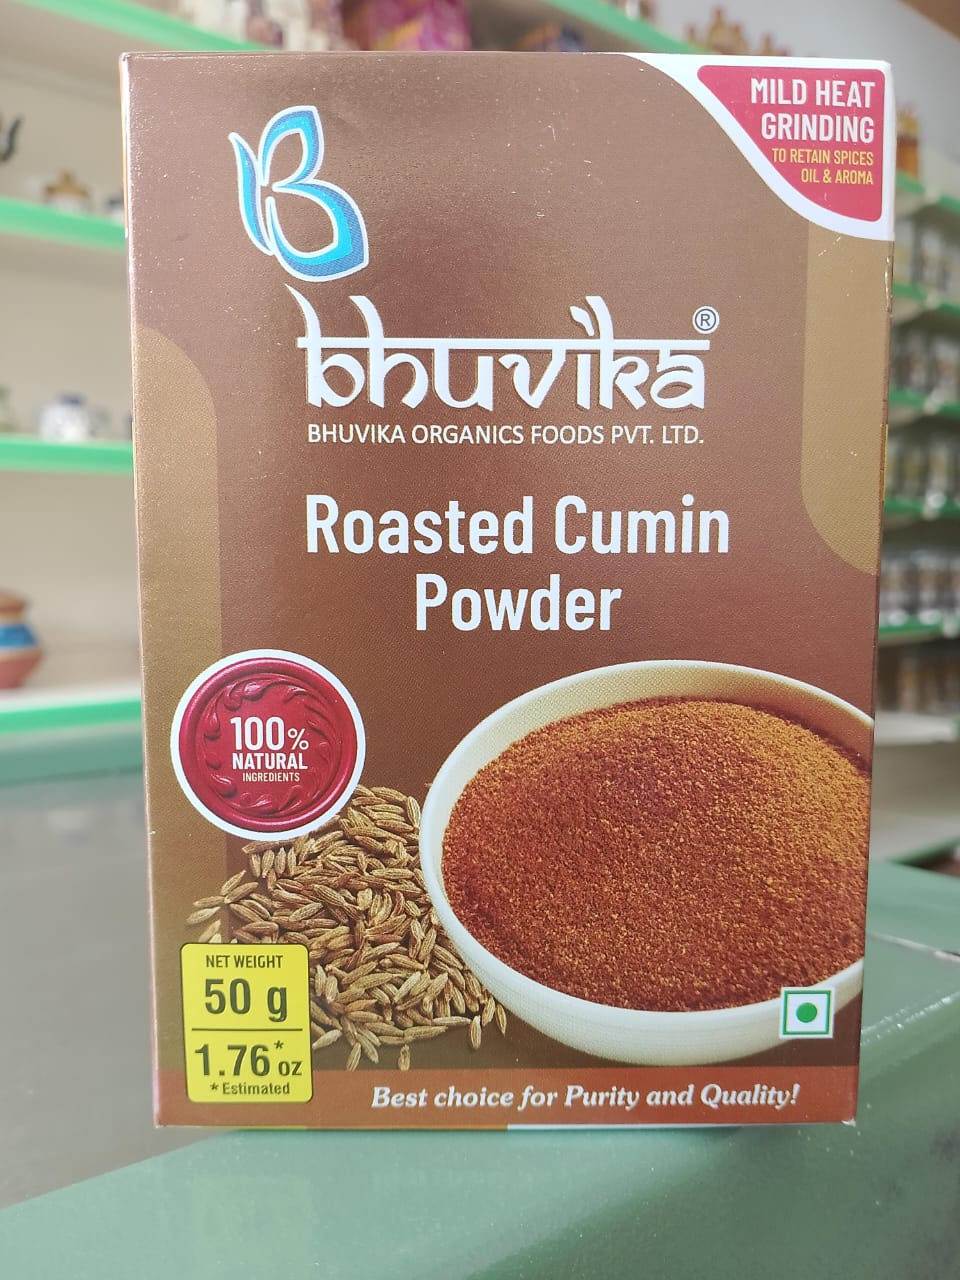 MILD HEAT
GRINDING
TO RETAIN SPICES
OIL & AROMA
bhuvika®
BHUVIKA ORGANICS FOODS PVT. LTD.
Roasted Cumin
Powder
100%
NATURAL
INGREDIENTS
NET WEIGHT
50 g
1.76* oz
* Estimated
Best choice for Purity and Quality!